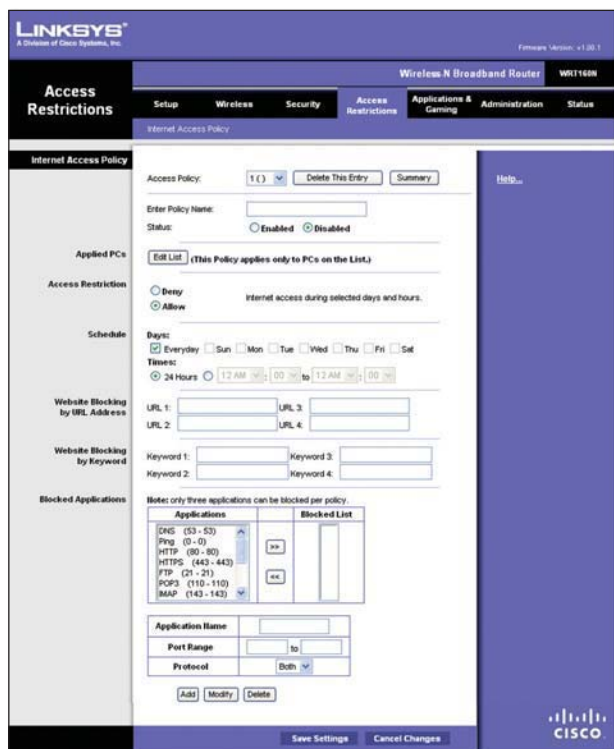 LINKSYS
A Division of Cisco Systems, Inc.
Firmware Version: v1.00.1
Wireless-N Broadband Router WRT160N
Access Restrictions
Setup Wireless Security Access Restrictions Applications & Gaming Administration Status
Internet Access Policy
Internet Access Policy
Access Policy: 1 ( ) Delete This Entry Summary
Help...
Enter Policy Name:
Status: Enabled Disabled
Applied PCs
Edit List (This Policy applies only to PCs on the List.)
Access Restriction
Deny
Allow
Internet access during selected days and hours.
Schedule
Days:
Everyday Sun Mon Tue Wed Thu Fri Sat
Times:
24 Hours 12 AM : 00 to 12 AM : 00
Website Blocking by URL Address
URL 1: URL 3:
URL 2: URL 4:
Website Blocking by Keyword
Keyword 1: Keyword 3:
Keyword 2: Keyword 4:
Blocked Applications
Note: only three applications can be blocked per policy.
Applications Blocked List
DNS (53 - 53)
Ping (0 - 0)
HTTP (80 - 80)
HTTPS (443 - 443)
FTP (21 - 21)
POP3 (110 - 110)
IMAP (143 - 143)
>>
<<
Application Name
Port Range to
Protocol Both
Add Modify Delete
Save Settings Cancel Changes
CISCO